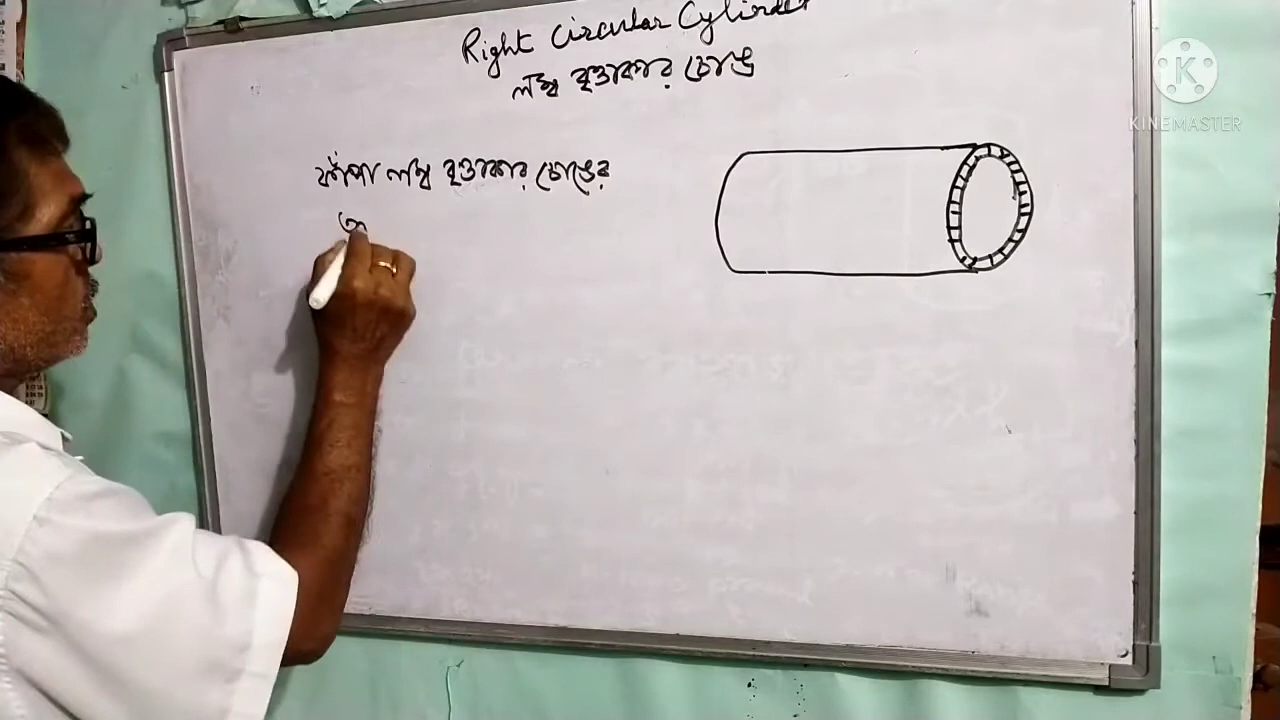 Right Circular Cylinder
লম্ব বৃত্তাকার চোঙ
ফাঁপা লম্ব বৃত্তাকার চোঙের
K
KINEMASTER